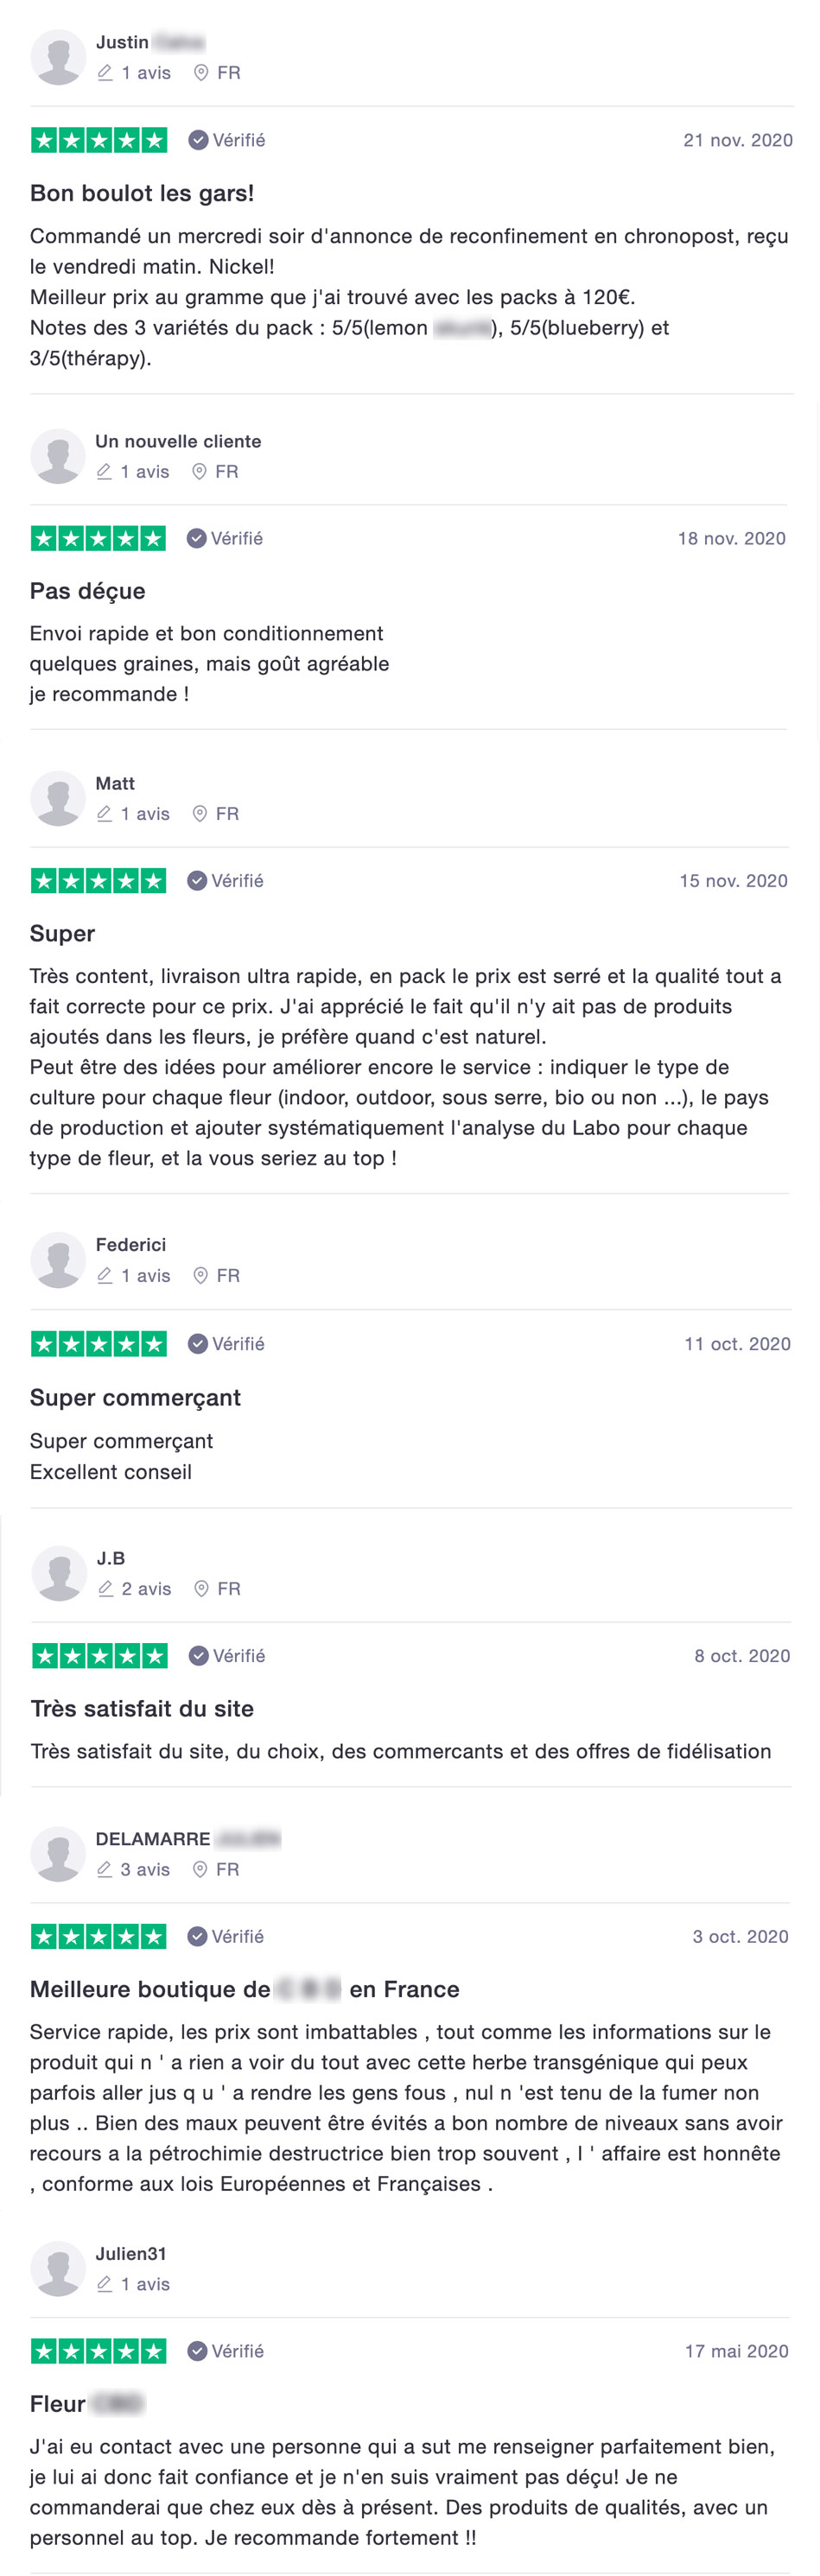 Justin
1 avis FR
Vérifié 21 nov. 2020
Bon boulot les gars!
Commandé un mercredi soir d'annonce de reconfinement en chronopost, reçu
le vendredi matin. Nickel!
Meilleur prix au gramme que j'ai trouvé avec les packs à 120€.
Notes des 3 variétés du pack : 5/5(lemon ), 5/5(blueberry) et
3/5(thérapy).
Un nouvelle cliente
1 avis FR
Vérifié 18 nov. 2020
Pas déçue
Envoi rapide et bon conditionnement
quelques graines, mais goût agréable
je recommande !
Matt
1 avis FR
Vérifié 15 nov. 2020
Super
Très content, livraison ultra rapide, en pack le prix est serré et la qualité tout a
fait correcte pour ce prix. J'ai apprécié le fait qu'il n'y ait pas de produits
ajoutés dans les fleurs, je préfère quand c'est naturel.
Peut être des idées pour améliorer encore le service : indiquer le type de
culture pour chaque fleur (indoor, outdoor, sous serre, bio ou non ...), le pays
de production et ajouter systématiquement l'analyse du Labo pour chaque
type de fleur, et la vous seriez au top !
Federici
1 avis FR
Vérifié 11 oct. 2020
Super commerçant
Super commerçant
Excellent conseil
J.B
2 avis FR
Vérifié 8 oct. 2020
Très satisfait du site
Très satisfait du site, du choix, des commercants et des offres de fidélisation
DELAMARRE
3 avis FR
Vérifié 3 oct. 2020
Meilleure boutique de en France
Service rapide, les prix sont imbattables , tout comme les informations sur le
produit qui n ' a rien a voir du tout avec cette herbe transgénique qui peux
parfois aller jus q u ' a rendre les gens fous , nul n 'est tenu de la fumer non
plus .. Bien des maux peuvent être évités a bon nombre de niveaux sans avoir
recours a la pétrochimie destructrice bien trop souvent , l ' affaire est honnête
, conforme aux lois Européennes et Françaises .
Julien31
1 avis
Vérifié 17 mai 2020
Fleur
J'ai eu contact avec une personne qui a sut me renseigner parfaitement bien,
je lui ai donc fait confiance et je n'en suis vraiment pas déçu! Je ne
commanderai que chez eux dès à présent. Des produits de qualités, avec un
personnel au top. Je recommande fortement !!